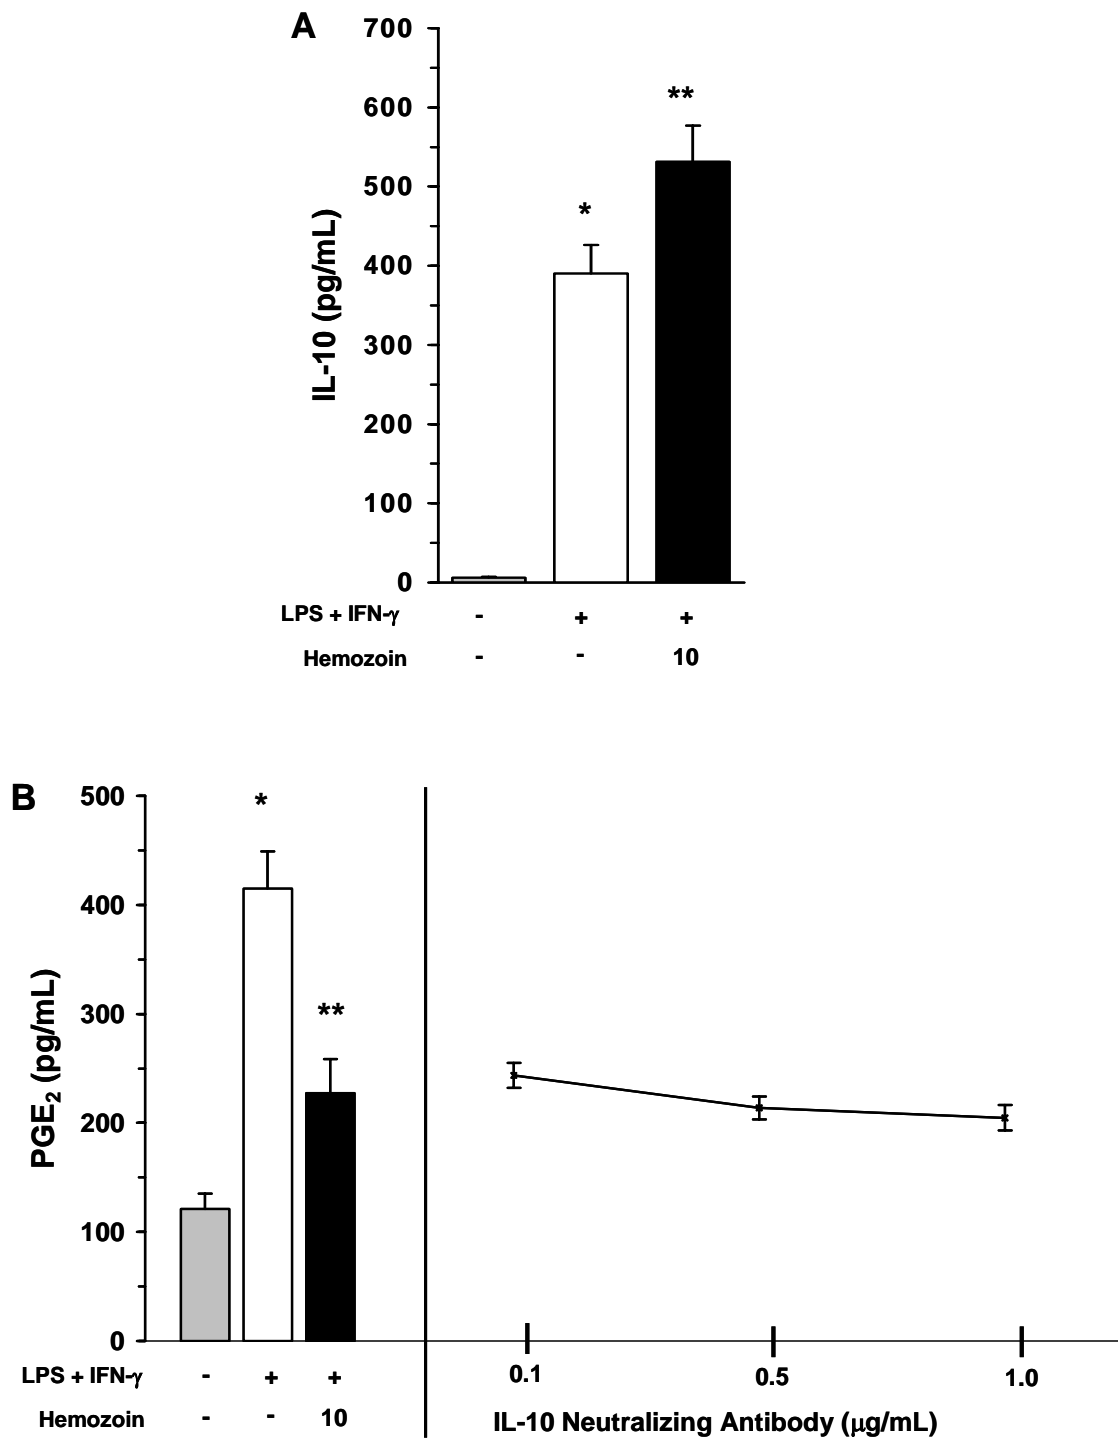 A
700
600
500
400
300
200
100
0
IL-10 (pg/mL)
*
**
LPS + IFN-γ - + +
Hemozoin - - 10
B
500
400
300
200
100
0
PGE2 (pg/mL)
*
**
LPS + IFN-γ - + +
Hemozoin - - 10
0.1 0.5 1.0
IL-10 Neutralizing Antibody (μg/mL)